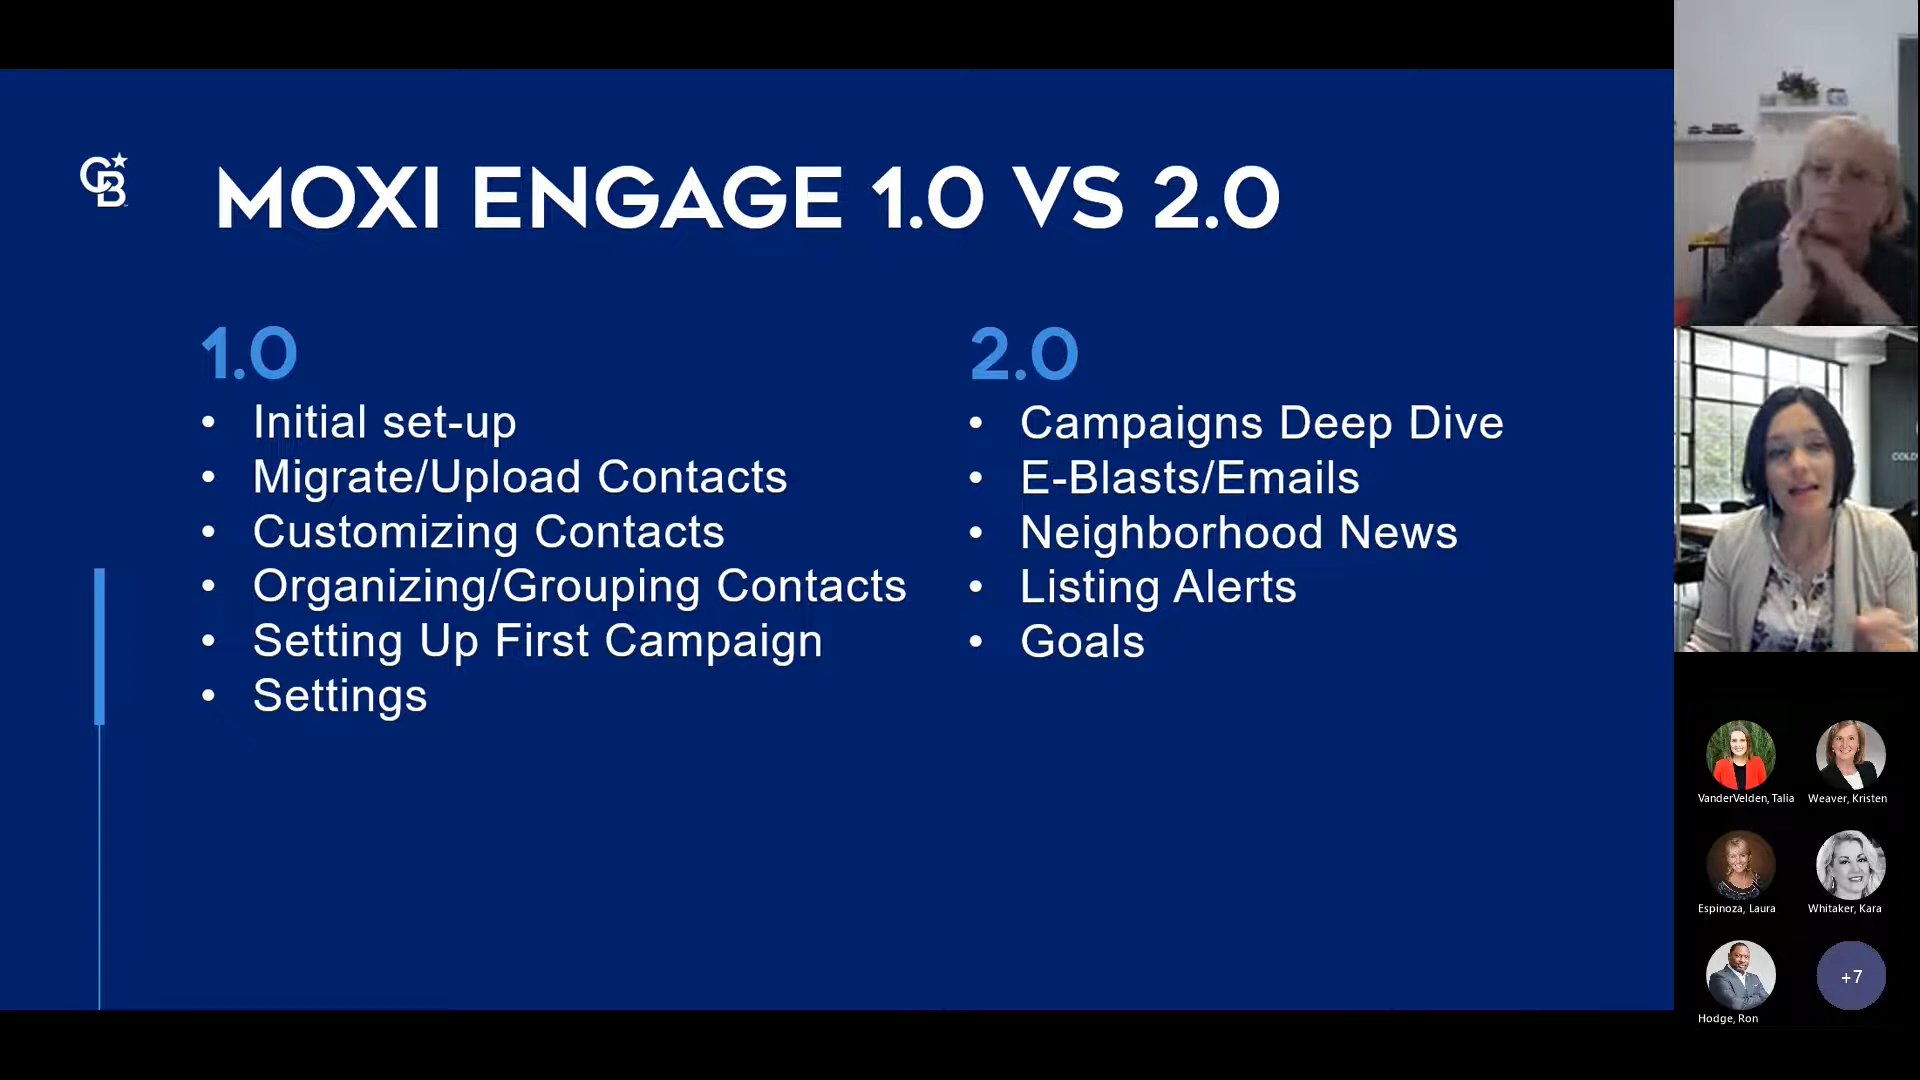 CB
MOXI ENGAGE 1.0 VS 2.0
1.0
• Initial set-up
• Migrate/Upload Contacts
• Customizing Contacts
• Organizing/Grouping Contacts
• Setting Up First Campaign
• Settings
2.0
• Campaigns Deep Dive
• E-Blasts/Emails
• Neighborhood News
• Listing Alerts
• Goals
COLD
VanderVelden, Talia
Weaver, Kristen
Espinoza, Laura
Whitaker, Kara
Hodge, Ron
+7